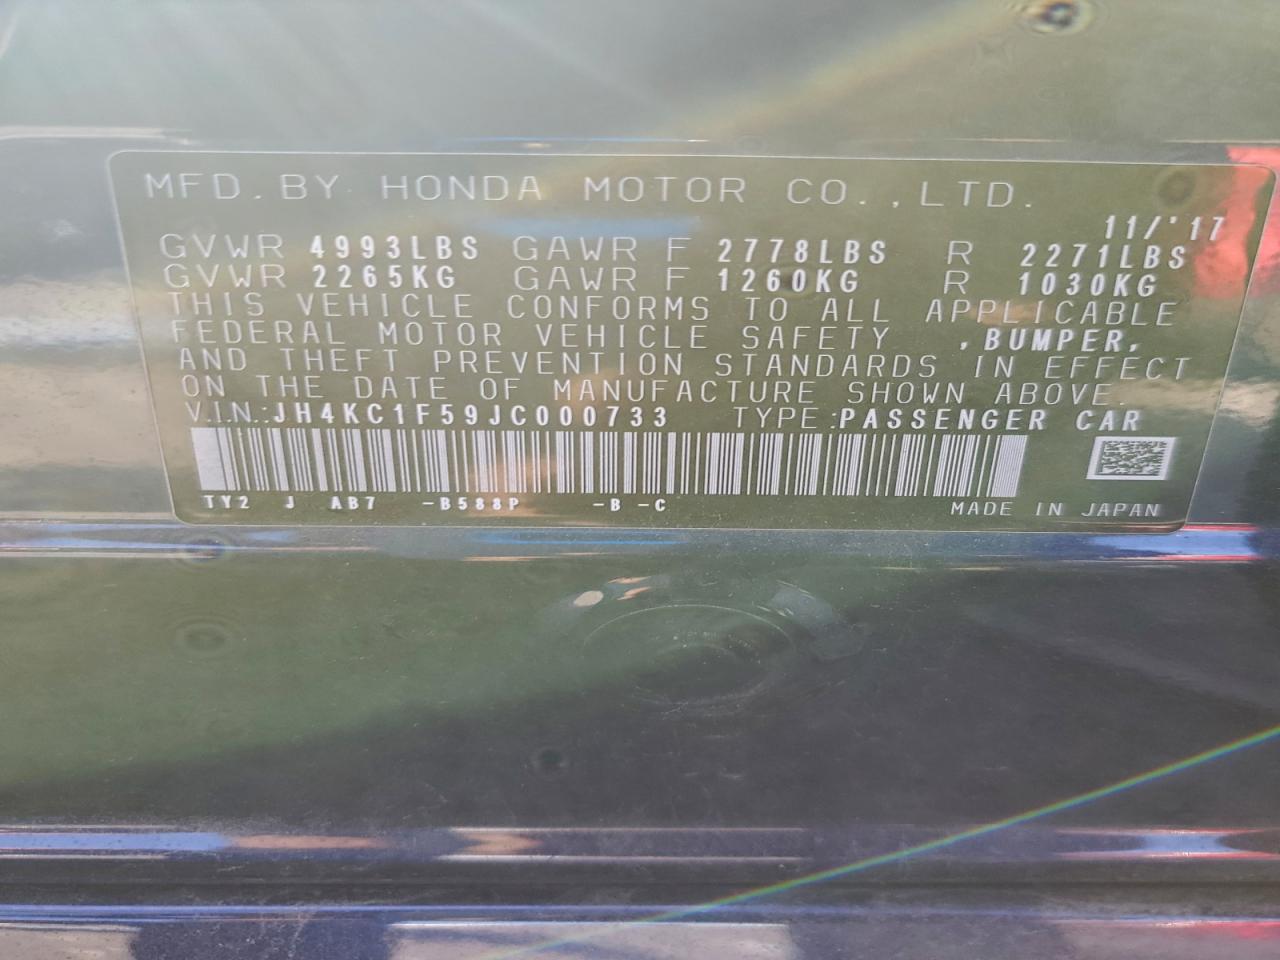 MFD. BY HONDA MOTOR CO., LTD.
11/'17
GVWR 4993LBS GAWR F 2778LBS R 2271LBS
GVWR 2265KG GAWR F 1260KG R 1030KG
THIS VEHICLE CONFORMS TO ALL APPLICABLE
FEDERAL MOTOR VEHICLE SAFETY ,BUMPER,
AND THEFT PREVENTION STANDARDS IN EFFECT
ON THE DATE OF MANUFACTURE SHOWN ABOVE.
V.I.N.:JH4KC1F59JC000733 TYPE:PASSENGER CAR
TY2 J AB7 -B588P -B -C
MADE IN JAPAN